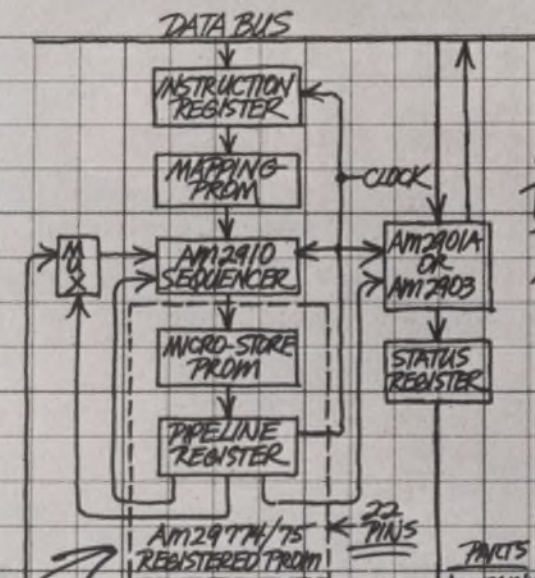 DATA BUS
INSTRUCTION
REGISTER
MAPPING
PROM
CLOCK
MUX
AM2910
SEQUENCER
AM2901A
OR
AM2903
MICRO-STORE
PROM
STATUS
REGISTER
PIPELINE
REGISTER
22
PINS
AM29774/75
REGISTERED PROM
PARTS